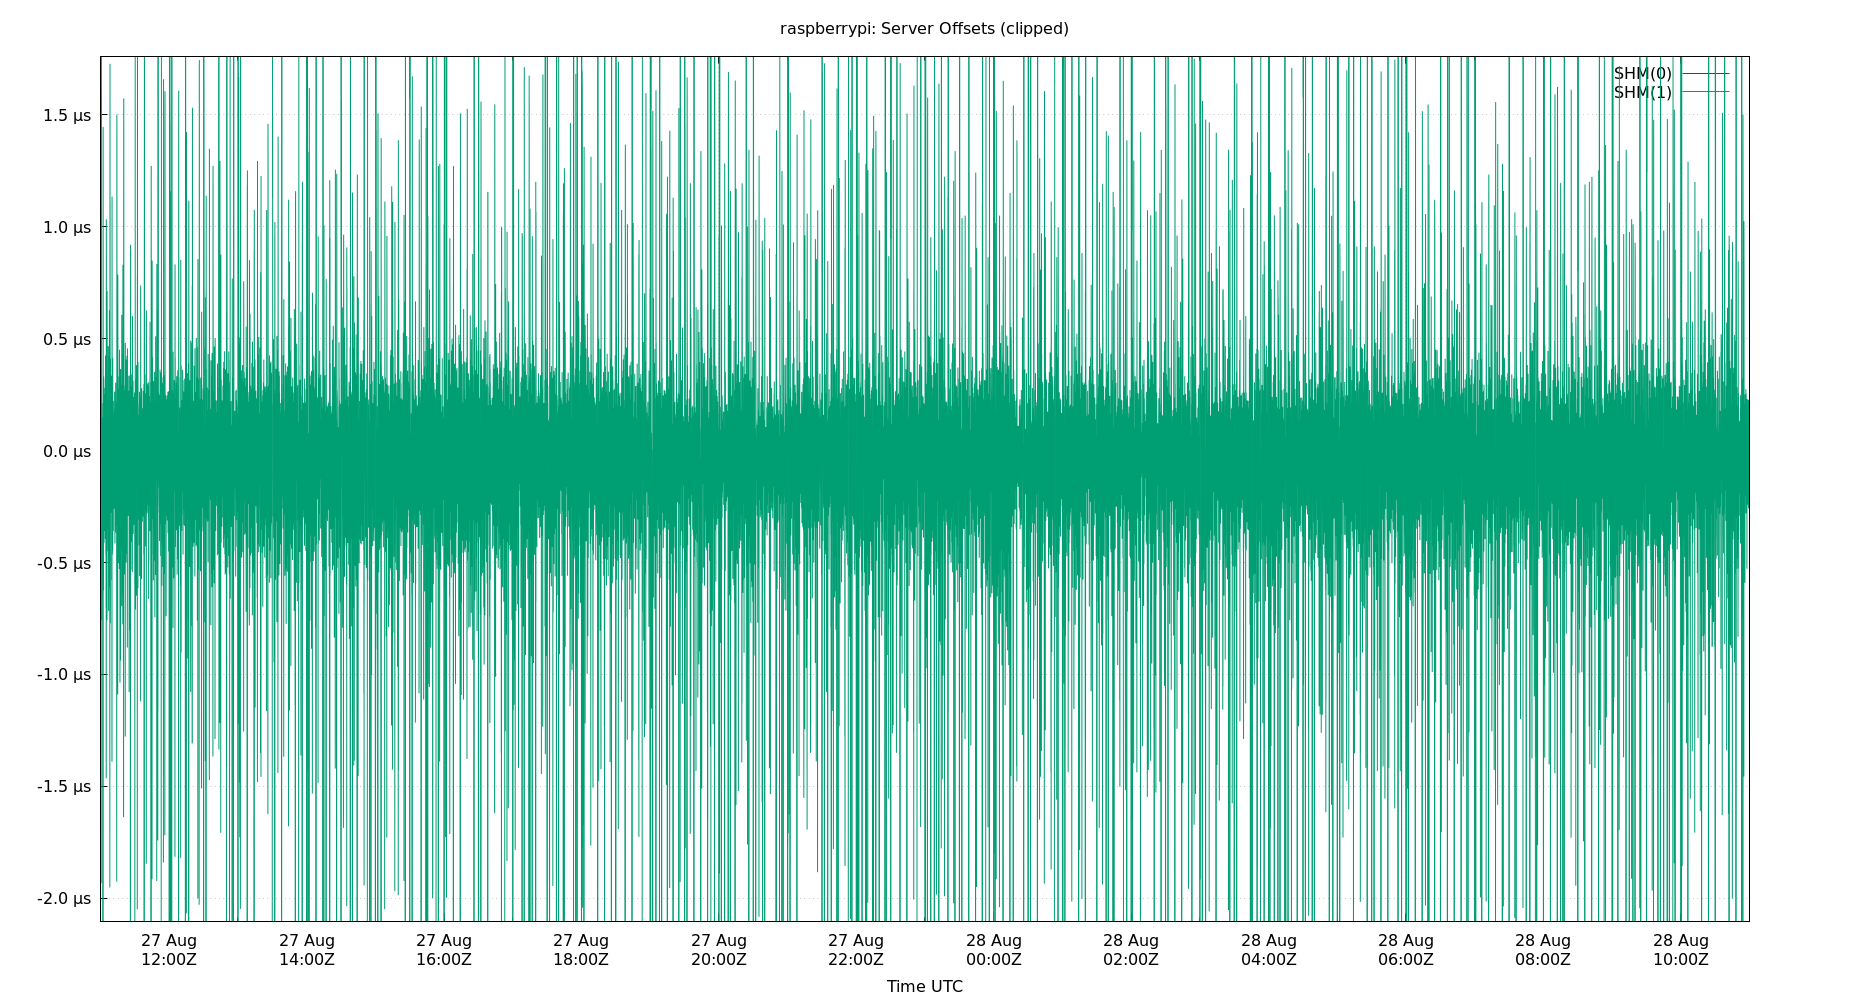 raspberrypi: Server Offsets (clipped)
SHM(0)
SHM(1)
1.5 µs
1.0 µs
0.5 µs
0.0 µs
-0.5 µs
-1.0 µs
-1.5 µs
-2.0 µs
27 Aug 27 Aug 27 Aug 27 Aug 27 Aug 27 Aug 28 Aug 28 Aug 28 Aug 28 Aug 28 Aug 28 Aug
12:00Z 14:00Z 16:00Z 18:00Z 20:00Z 22:00Z 00:00Z 02:00Z 04:00Z 06:00Z 08:00Z 10:00Z
Time UTC